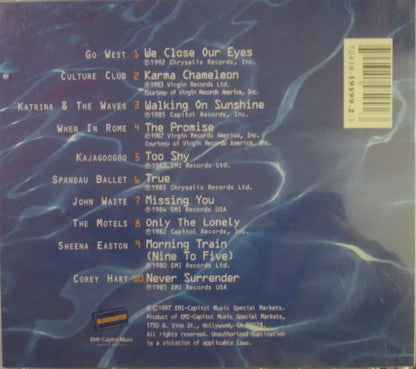 Go West 1 We Close Our Eyes
℗1992 Chrysalis Records, Inc.
Culture Club 2 Karma Chameleon
℗1983 Virgin Records Ltd.
Courtesy of Virgin Records America, Inc.
Katrina & The Waves 3 Walking On Sunshine
℗1985 Capitol Records, Inc.
When In Rome 4 The Promise
℗1987 Virgin Records America, Inc.
Courtesy of Virgin Records America, Inc.
Kajagoogoo 5 Too Shy
℗1982 EMI Records Ltd.
Spandau Ballet 6 True
℗1983 Chrysalis Records Ltd.
John Waite 7 Missing You
℗1984 EMI Records USA
The Motels 8 Only The Lonely
℗1982 Capitol Records, Inc.
Sheena Easton 9 Morning Train
(Nine To Five)
℗1980 EMI Records Ltd.
Corey Hart 10 Never Surrender
℗1985 EMI Records USA
℗©1997 EMI-Capitol Music Special Markets.
Product of EMI-Capitol Music Special Markets,
1750 N. Vine St., Hollywood, CA 90028.
All rights reserved. Unauthorized duplication
is a violation of applicable laws.
BLOCKBUSTER
EMI-Capitol Music
72438 19599 2